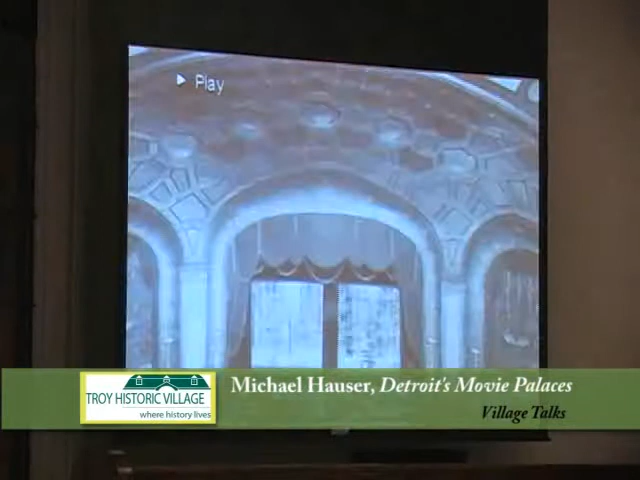 Play
Michael Hauser, Detroit's Movie Palaces
TROY HISTORIC VILLAGE
where history lives
Village Talks